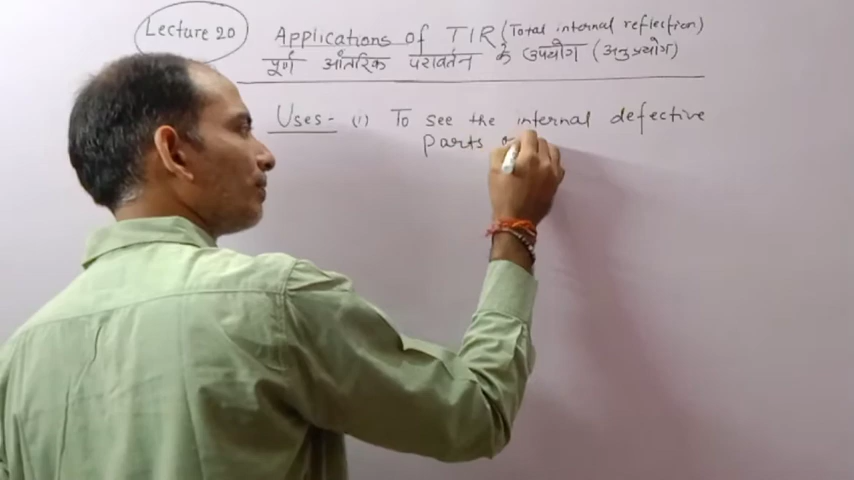 Lecture 20
Applications of TIR (Total internal reflection)
पूर्ण आंतरिक परावर्तन के उपयोग (अनुप्रयोग)
Uses- (i) To see the internal defective
Parts